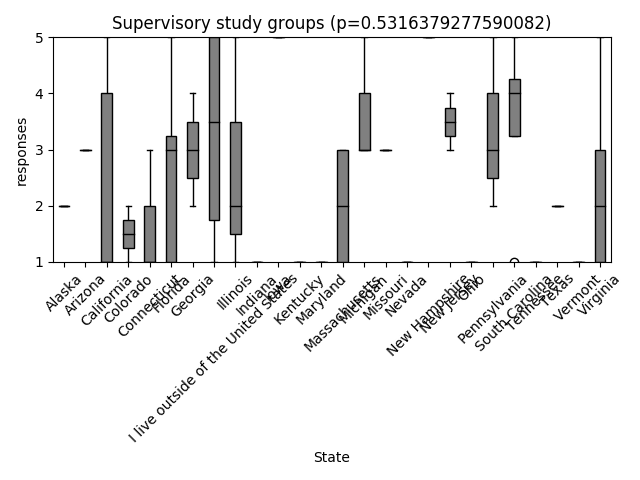 Supervisory study groups (p=0.5316379277590082)
responses
5
4
3
2
1
Alaska
Arizona
California
Colorado
Connecticut
Florida
Georgia
I live outside of the United States
Illinois
Indiana
Iowa
Kentucky
Maryland
Massachusetts
Michigan
Missouri
Nevada
New Hampshire
New Jersey
Ohio
Pennsylvania
South Carolina
Tennessee
Texas
Vermont
Virginia
State